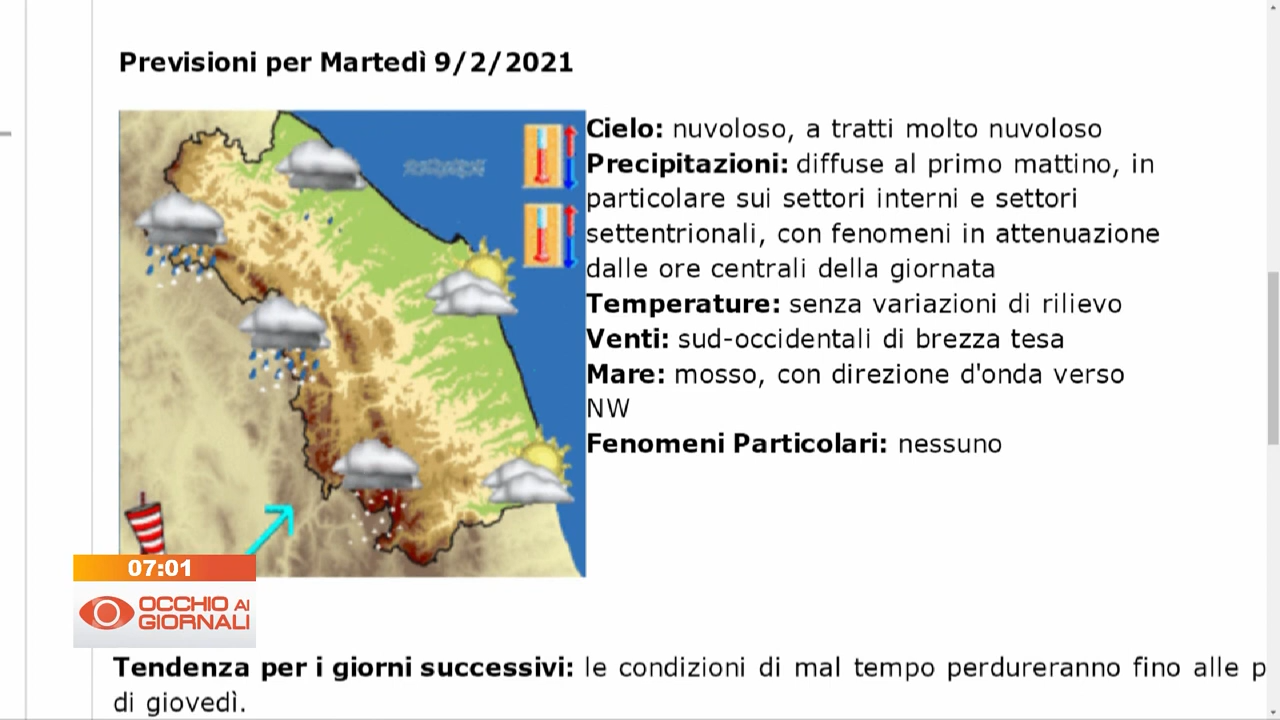 Previsioni per Martedì 9/2/2021
Cielo: nuvoloso, a tratti molto nuvoloso
Precipitazioni: diffuse al primo mattino, in
particolare sui settori interni e settori
settentrionali, con fenomeni in attenuazione
dalle ore centrali della giornata
Temperature: senza variazioni di rilievo
Venti: sud-occidentali di brezza tesa
Mare: mosso, con direzione d'onda verso
NW
Fenomeni Particolari: nessuno
07:01
OCCHIO AI
GIORNALI
Tendenza per i giorni successivi: le condizioni di mal tempo perdureranno fino alle p
di giovedì.